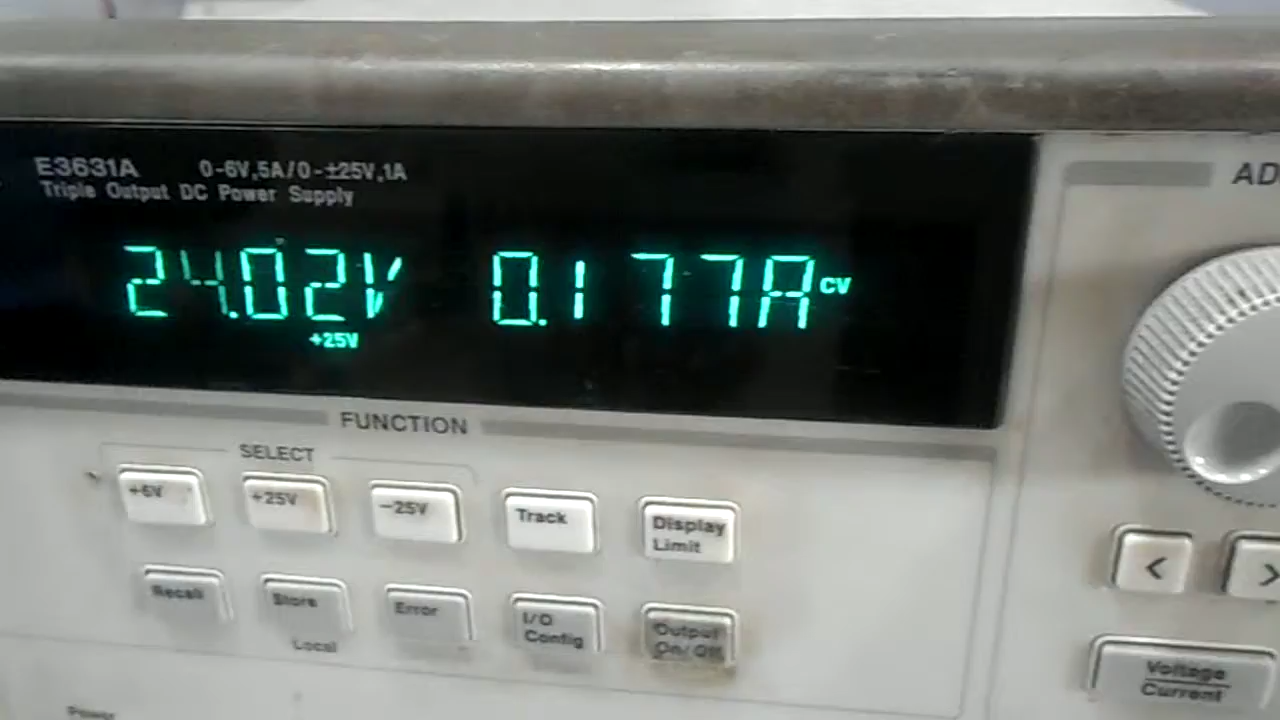 E3631A 0-6V,5A/0-±25V,1A
Triple Output DC Power Supply
24.02V 0.177A CV
+25V
AD
FUNCTION
SELECT
+6V +25V -25V Track Display Limit
Recall Store Error I/O Config Output On/Off
Local
< >
Voltage
Current
Power